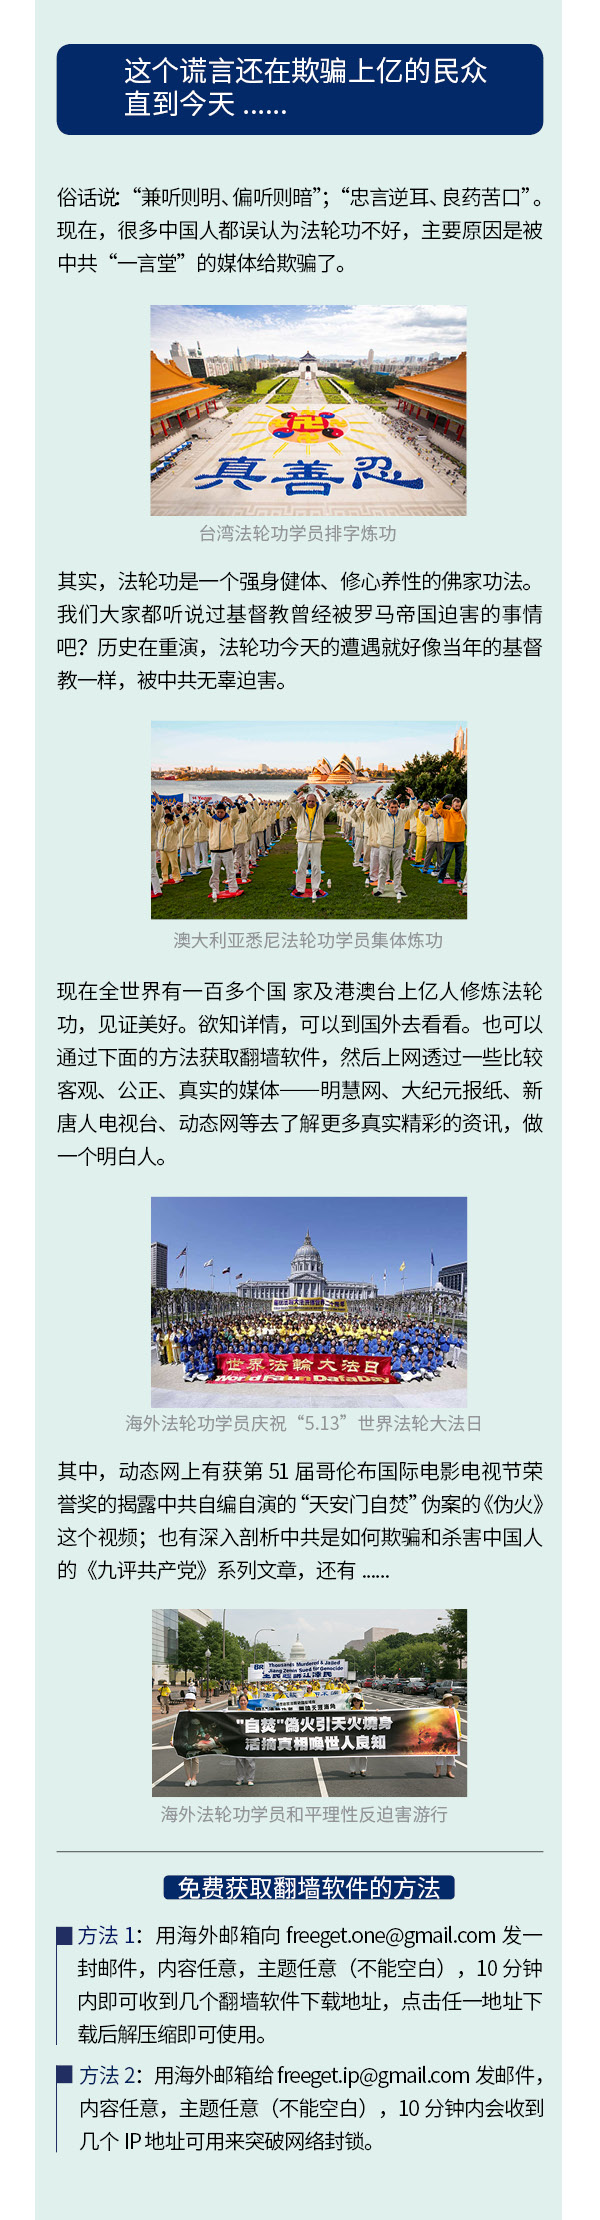 这个谎言还在欺骗上亿的民众
直到今天 ......
俗话说：“兼听则明、偏听则暗”；“忠言逆耳、良药苦口”。
现在，很多中国人都误认为法轮功不好，主要原因是被
中共“一言堂”的媒体给欺骗了。
真善忍
台湾法轮功学员排字炼功
其实，法轮功是一个强身健体、修心养性的佛家功法。
我们大家都听说过基督教曾经被罗马帝国迫害的事情
吧？历史在重演，法轮功今天的遭遇就好像当年的基督
教一样，被中共无辜迫害。
澳大利亚悉尼法轮功学员集体炼功
现在全世界有一百多个国 家及港澳台上亿人修炼法轮
功，见证美好。欲知详情，可以到国外去看看。也可以
通过下面的方法获取翻墙软件，然后上网透过一些比较
客观、公正、真实的媒体——明慧网、大纪元报纸、新
唐人电视台、动态网等去了解更多真实精彩的资讯，做
一个明白人。
世界法輪大法日
World Falun Dafa Day
海外法轮功学员庆祝“5.13”世界法轮大法日
其中，动态网上有获第 51 届哥伦布国际电影电视节荣
誉奖的揭露中共自编自演的“天安门自焚”伪案的《伪火》
这个视频；也有深入剖析中共是如何欺骗和杀害中国人
的《九评共产党》系列文章，还有 ......
Thousands Murdered & Jailed
Jiang Zemin Sued for Genocide
"自焚"偽火引天火燒身
活摘真相喚世人良知
海外法轮功学员和平理性反迫害游行
免费获取翻墙软件的方法
方法 1：用海外邮箱向 freeget.one@gmail.com 发一
封邮件，内容任意，主题任意（不能空白），10 分钟
内即可收到几个翻墙软件下载地址，点击任一地址下
载后解压缩即可使用。
方法 2：用海外邮箱给 freeget.ip@gmail.com 发邮件，
内容任意，主题任意（不能空白），10 分钟内会收到
几个 IP 地址可用来突破网络封锁。